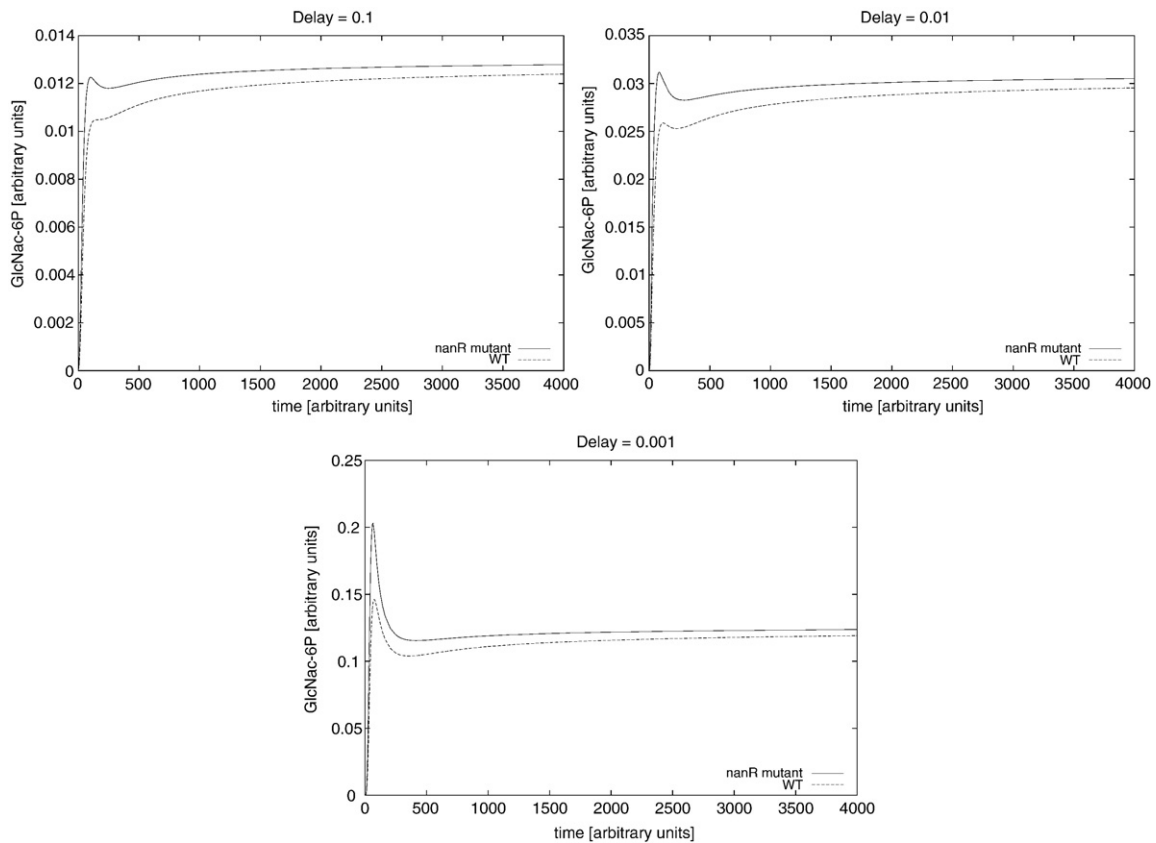 Delay = 0.1
GlcNac-6P [arbitrary units]
0.014
0.012
0.01
0.008
0.006
0.004
0.002
0
nanR mutant
WT
0 500 1000 1500 2000 2500 3000 3500 4000
time [arbitrary units]
Delay = 0.01
GlcNac-6P [arbitrary units]
0.035
0.03
0.025
0.02
0.015
0.01
0.005
0
nanR mutant
WT
0 500 1000 1500 2000 2500 3000 3500 4000
time [arbitrary units]
Delay = 0.001
GlcNac-6P [arbitrary units]
0.25
0.2
0.15
0.1
0.05
0
nanR mutant
WT
0 500 1000 1500 2000 2500 3000 3500 4000
time [arbitrary units]